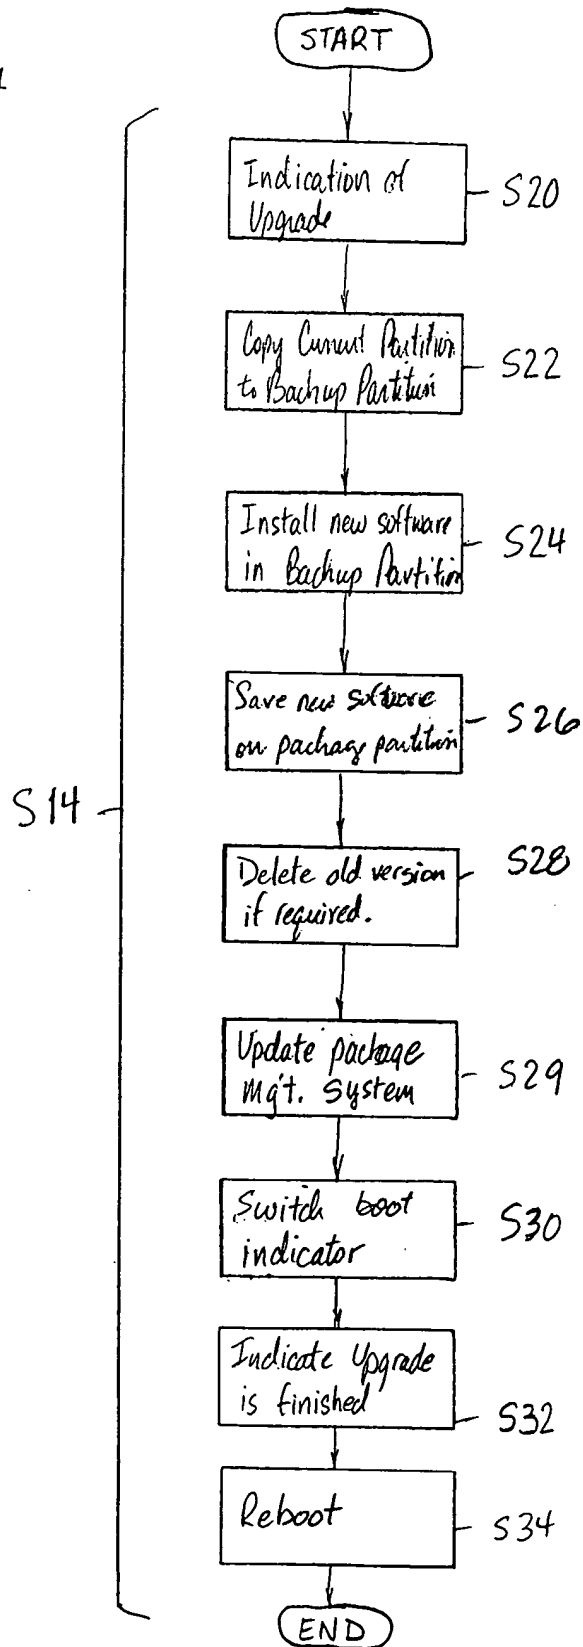 START
Indication of
Upgrade
S20
Copy Current Partition
to Backup Partition
S22
Install new software
in Backup Partition
S24
Save new software
on package partition
S26
S14
Delete old version
if required.
S28
Update package
Mg't. System
S29
Switch boot
indicator
S30
Indicate Upgrade
is finished
S32
Reboot
S34
END